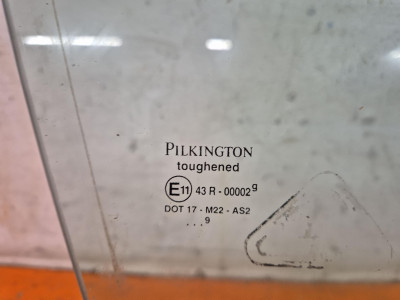 PILKINGTON
toughened
E11 43 R - 00002 9
DOT 17 - M22 - AS2
. . . 9